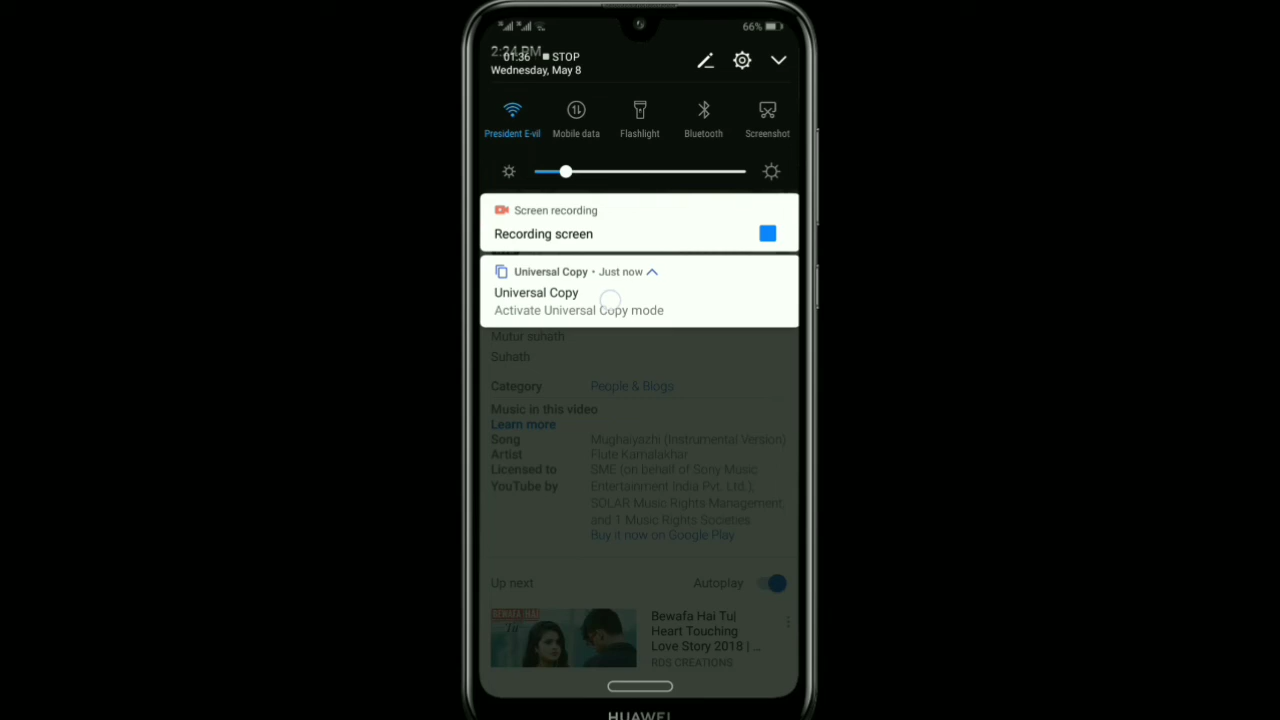 66%
2:24 PM
01:36 STOP
Wednesday, May 8
President E-vil
Mobile data
Flashlight
Bluetooth
Screenshot
Screen recording
Recording screen
Universal Copy • Just now
Universal Copy
Activate Universal Copy mode
Mutur suhath
Suhath
Category People & Blogs
Music in this video
Learn more
Song Mughaiyazhi (Instrumental Version)
Artist Flute Kamalakhar
Licensed to SME (on behalf of Sony Music
YouTube by Entertainment India Pvt. Ltd.),
SOLAR Music Rights Management,
and 1 Music Rights Societies
Buy it now on Google Play
Up next Autoplay
BEWAFA HAI
Tu
Bewafa Hai Tu|
Heart Touching
Love Story 2018 | ...
RDS CREATIONS
HUAWEI